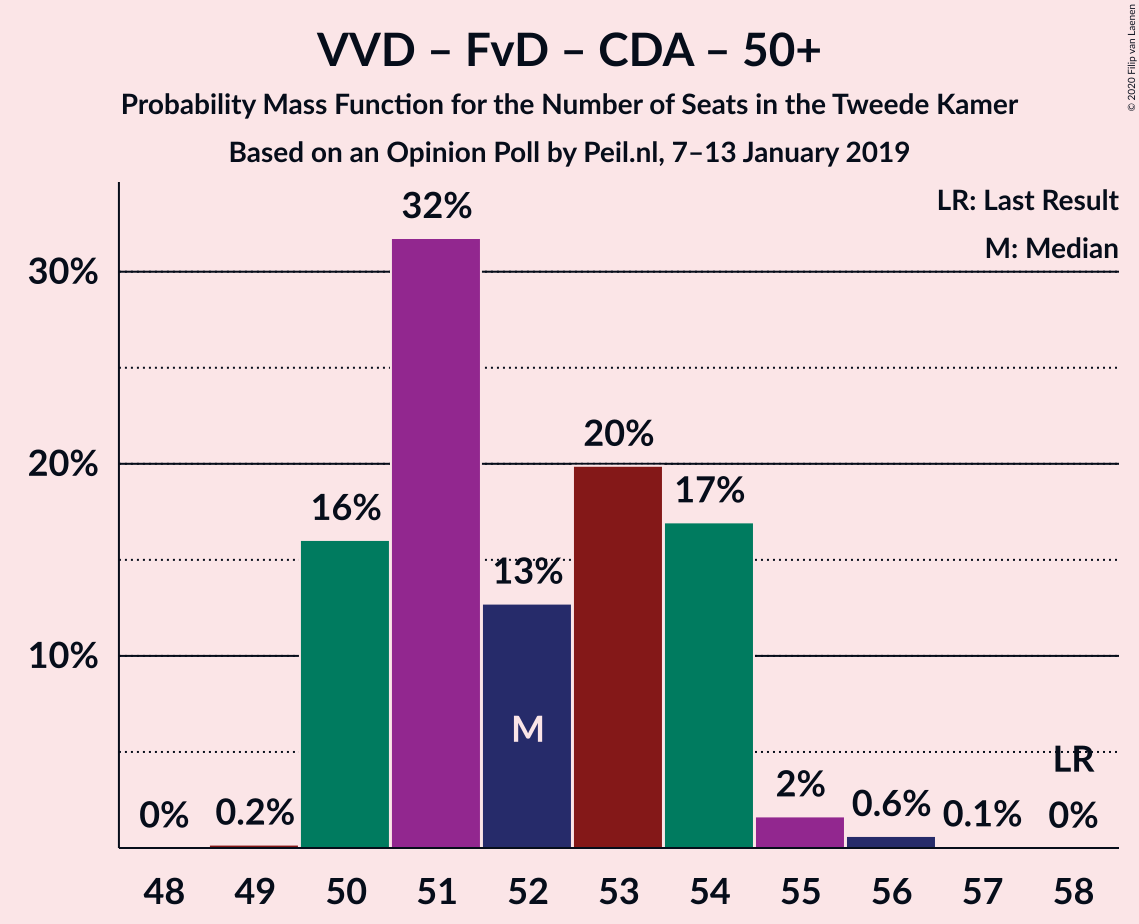 VVD – FvD – CDA – 50+
Probability Mass Function for the Number of Seats in the Tweede Kamer
Based on an Opinion Poll by Peil.nl, 7–13 January 2019
© 2020 Filip van Laenen
LR: Last Result
M: Median
30%
20%
10%
0%
0.2%
16%
32%
13%
20%
17%
2%
0.6%
0.1%
0%
M
LR
48 49 50 51 52 53 54 55 56 57 58